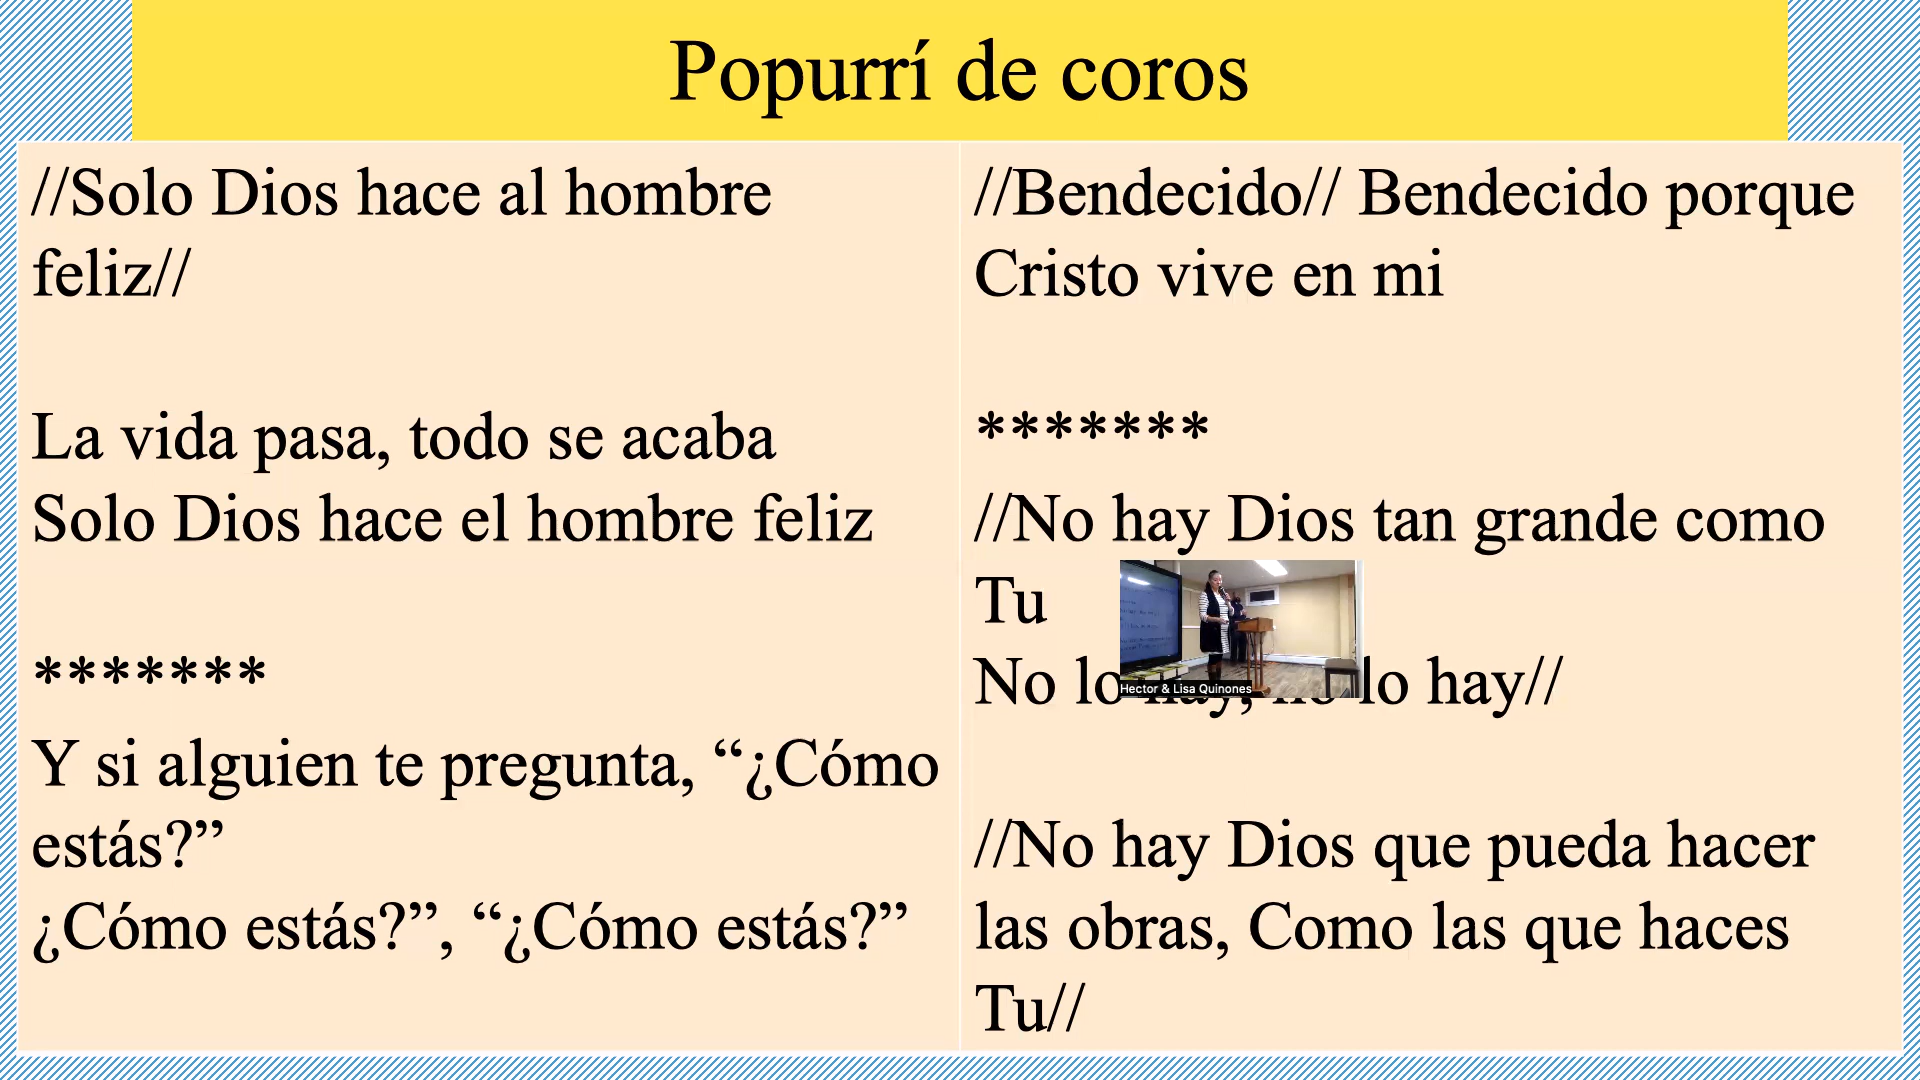 Popurrí de coros
//Solo Dios hace al hombre
feliz//
La vida pasa, todo se acaba
Solo Dios hace el hombre feliz
*******
Y si alguien te pregunta, “¿Cómo
estás?”
¿Cómo estás?”, “¿Cómo estás?”
//Bendecido// Bendecido porque
Cristo vive en mi
*******
//No hay Dios tan grande como
Tu
No lo hay, no lo hay//
//No hay Dios que pueda hacer
las obras, Como las que haces
Tu//
Hector & Lisa Quinones